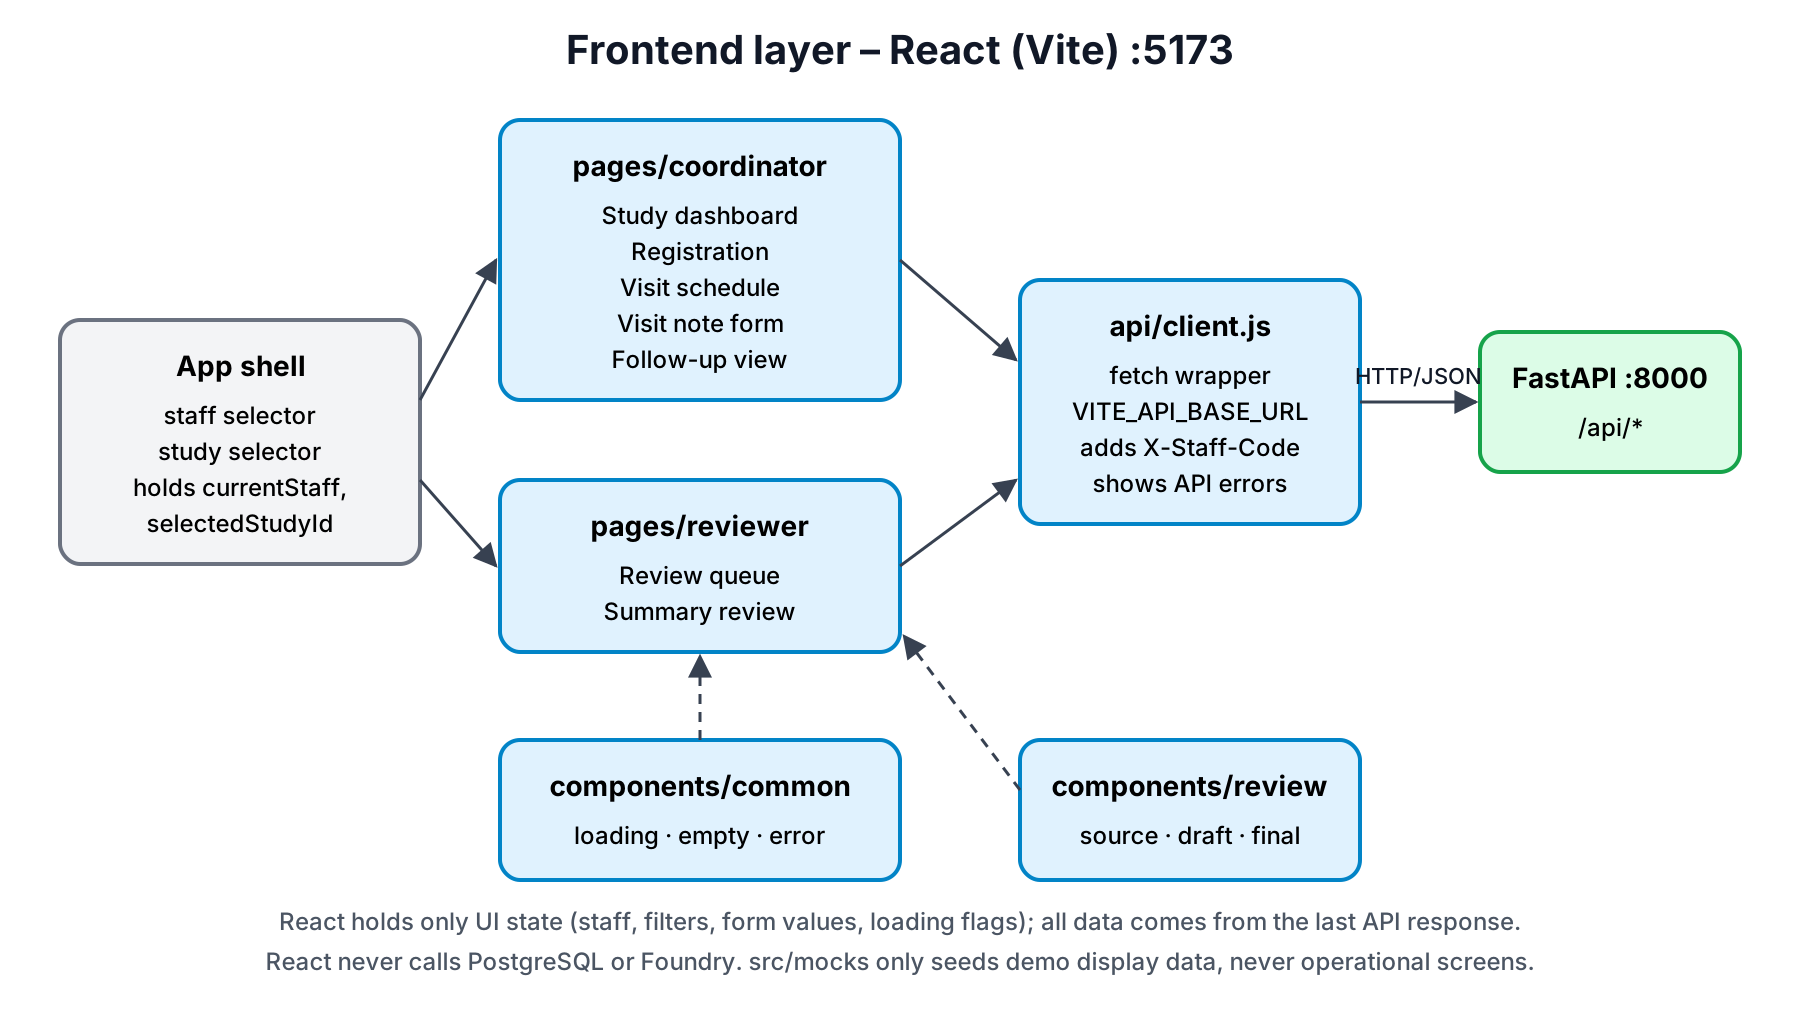 Frontend layer – React (Vite) :5173
pages/coordinator
Study dashboard
Registration
Visit schedule
Visit note form
Follow-up view
App shell
staff selector
study selector
holds currentStaff,
selectedStudyId
api/client.js
fetch wrapper
VITE_API_BASE_URL
adds X-Staff-Code
shows API errors
HTTP/JSON
FastAPI :8000
/api/*
pages/reviewer
Review queue
Summary review
components/common
loading · empty · error
components/review
source · draft · final
React holds only UI state (staff, filters, form values, loading flags); all data comes from the last API response.
React never calls PostgreSQL or Foundry. src/mocks only seeds demo display data, never operational screens.